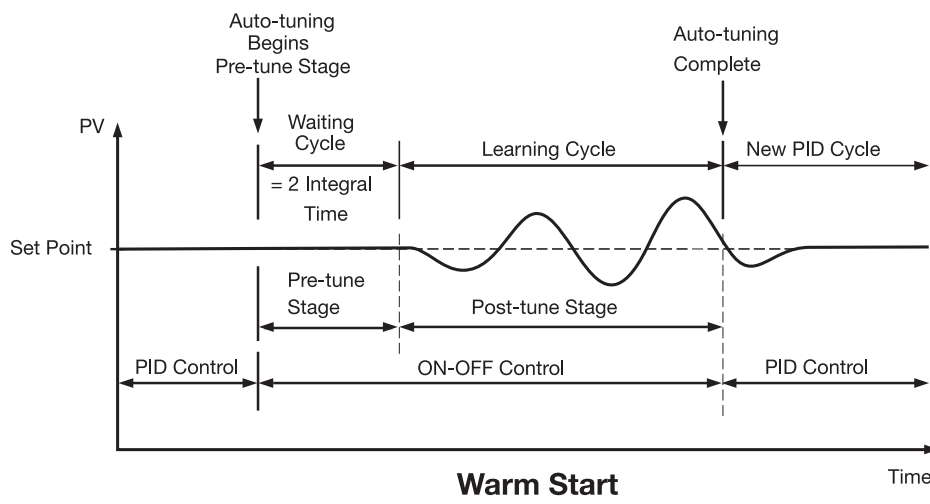 Auto-tuning
Begins
Pre-tune Stage
Auto-tuning
Complete
PV
Waiting
Cycle
Learning Cycle
New PID Cycle
= 2 Integral
Time
Set Point
Pre-tune
Stage
Post-tune Stage
PID Control
ON-OFF Control
PID Control
Time
Warm Start